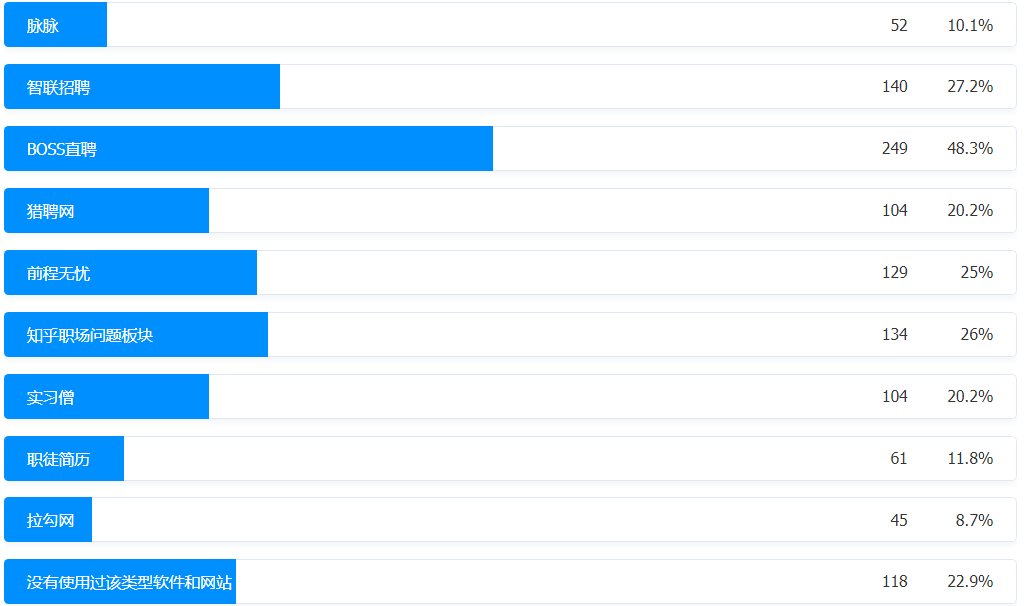 脉脉 52 10.1%
智联招聘 140 27.2%
BOSS直聘 249 48.3%
猎聘网 104 20.2%
前程无忧 129 25%
知乎职场问题板块 134 26%
实习僧 104 20.2%
职徒简历 61 11.8%
拉勾网 45 8.7%
没有使用过该类型软件和网站 118 22.9%